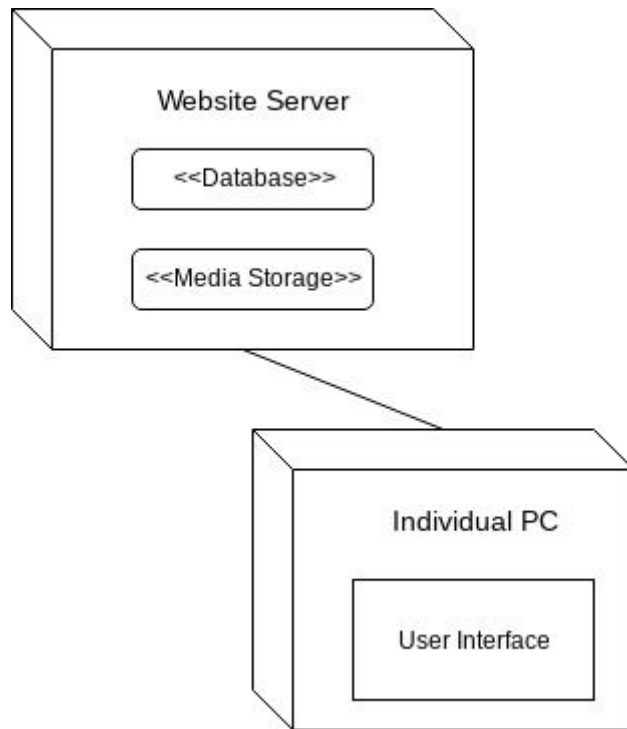 Website Server
<<Database>>
<<Media Storage>>
Individual PC
User Interface